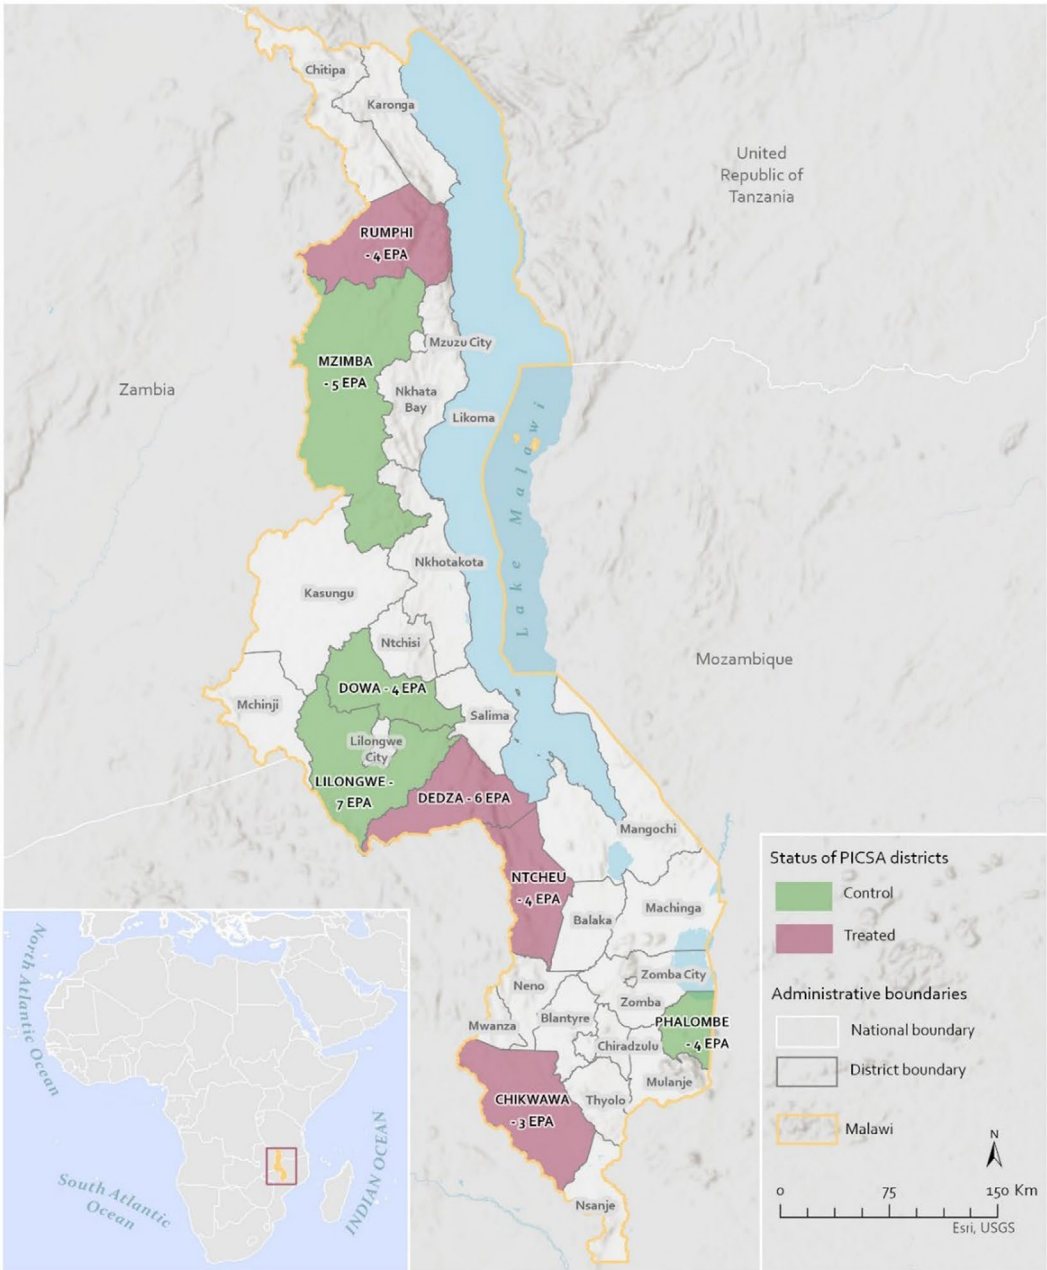 Chitipa
Karonga
United
Republic of
Tanzania
RUMPHI
- 4 EPA
Mzuzu City
MZIMBA
- 5 EPA
Zambia
Nkhata
Bay
Likoma
Lake Malawi
Nkhotakota
Kasungu
Ntchisi
Mozambique
DOWA - 4 EPA
Mchinji
Salima
Lilongwe
City
LILONGWE -
7 EPA
DEDZA - 6 EPA
Mangochi
NTCHEU
- 4 EPA
Machinga
Balaka
Zomba City
Neno
Zomba
Blantyre
Mwanza
PHALOMBE
- 4 EPA
Chiradzulu
Mulanje
CHIKWAWA
- 3 EPA
Thyolo
Nsanje
Status of PICSA districts
Control
Treated
Administrative boundaries
National boundary
District boundary
Malawi
N
0 75 150 Km
Esri, USGS
North Atlantic Ocean
South Atlantic
Ocean
INDIAN OCEAN